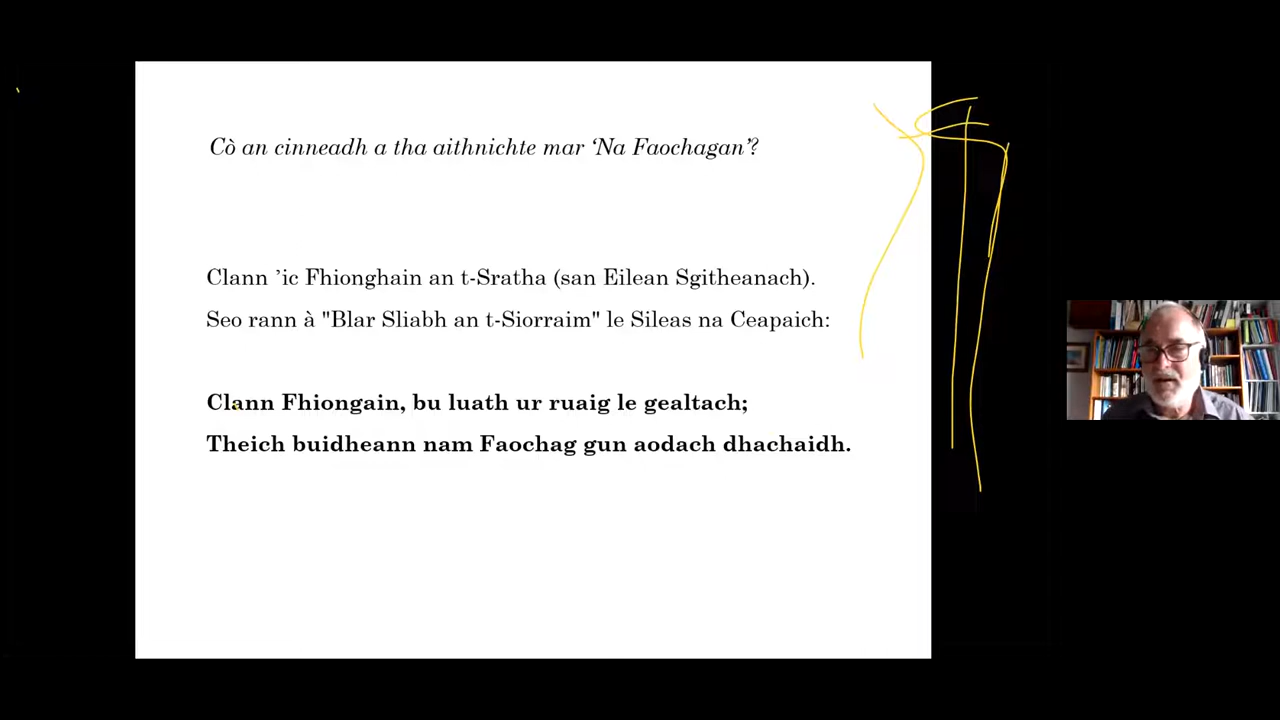 Cò an cinneadh a tha aithnichte mar ‘Na Faochagan’?
Clann ’ic Fhionghain an t-Sratha (san Eilean Sgitheanach).
Seo rann à "Blar Sliabh an t-Siorraim" le Sileas na Ceapaich:
Clann Fhiongain, bu luath ur ruaig le gealtach;
Theich buidheann nam Faochag gun aodach dhachaidh.